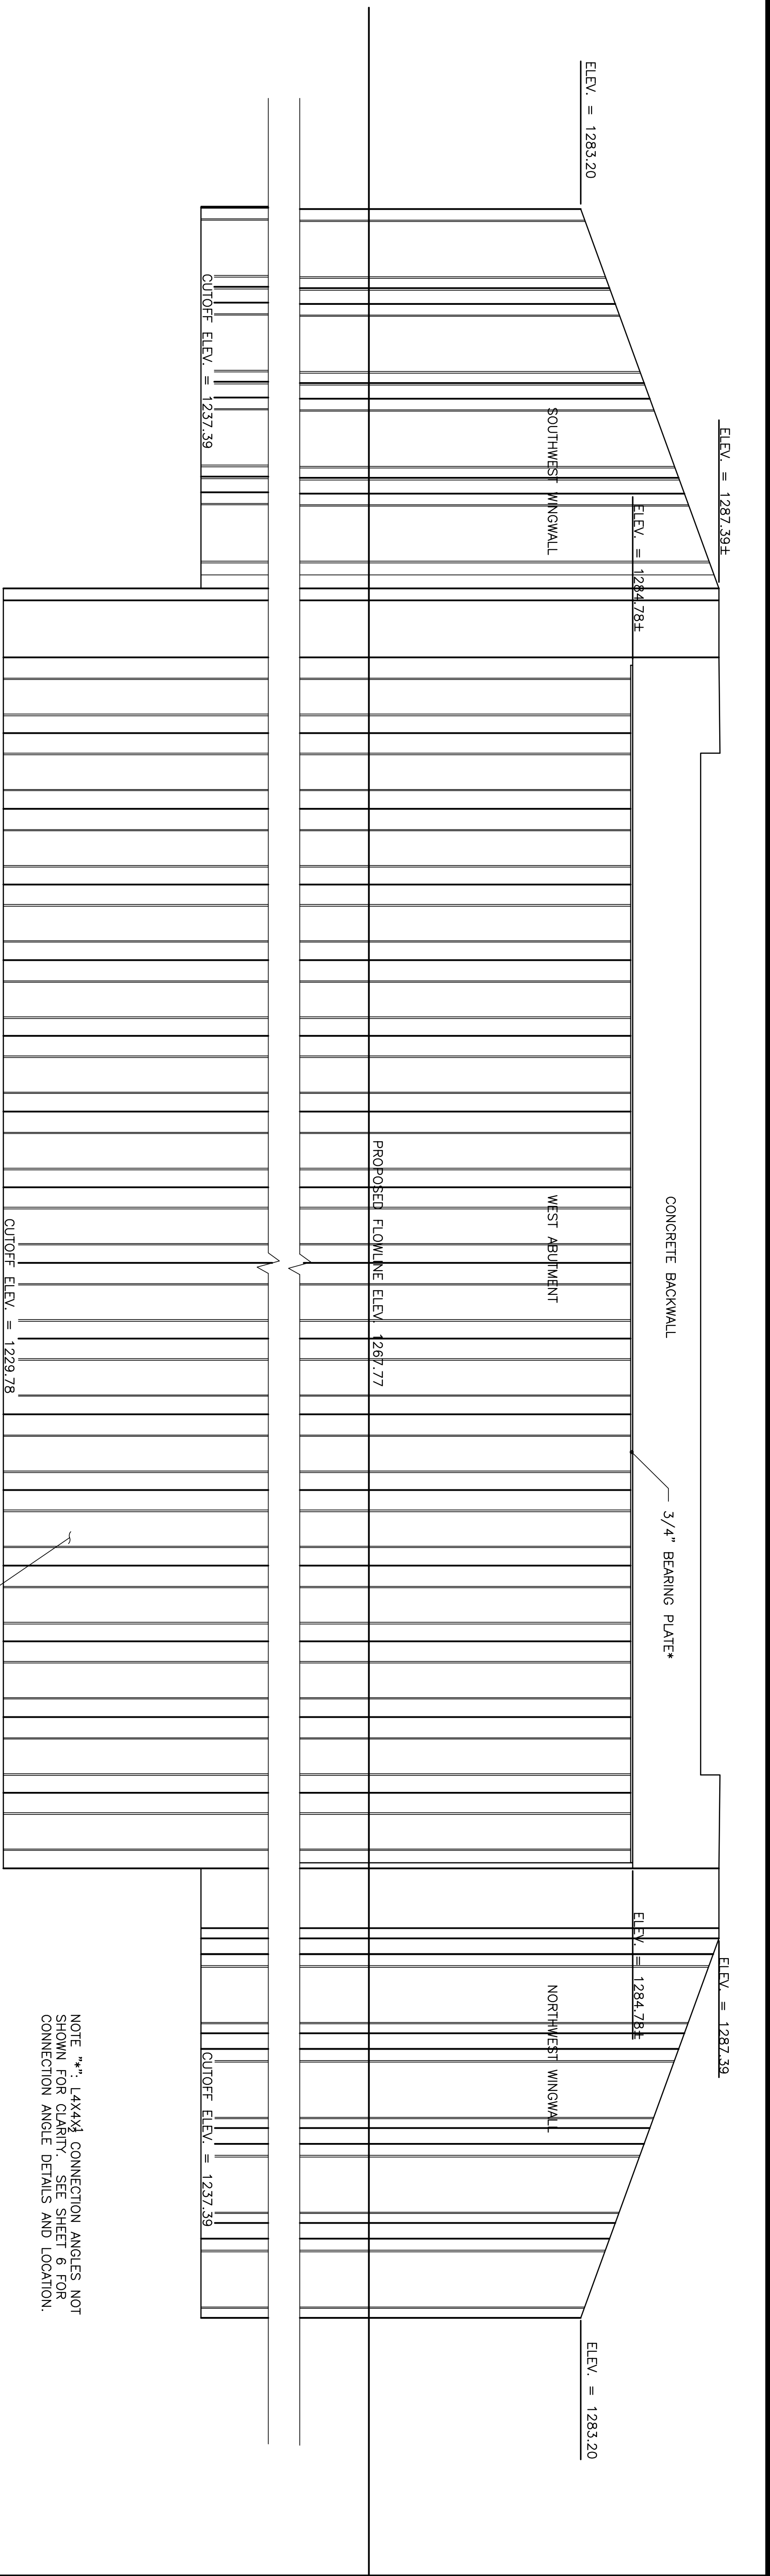 ELEV. = 1283.20
ELEV. = 1287.39±
ELEV. = 1284.78±
SOUTHWEST WINGWALL
CUTOFF ELEV. = 1237.39
CONCRETE BACKWALL
3/4" BEARING PLATE*
WEST ABUTMENT
PROPOSED FLOWLINE ELEV. 1267.77
CUTOFF ELEV. = 1229.78
ELEV. = 1287.39
ELEV. = 1284.78±
NORTHWEST WINGWALL
ELEV. = 1283.20
CUTOFF ELEV. = 1237.39
NOTE "*": L4X4X1/2 CONNECTION ANGLES NOT
SHOWN FOR CLARITY. SEE SHEET 6 FOR
CONNECTION ANGLE DETAILS AND LOCATION.